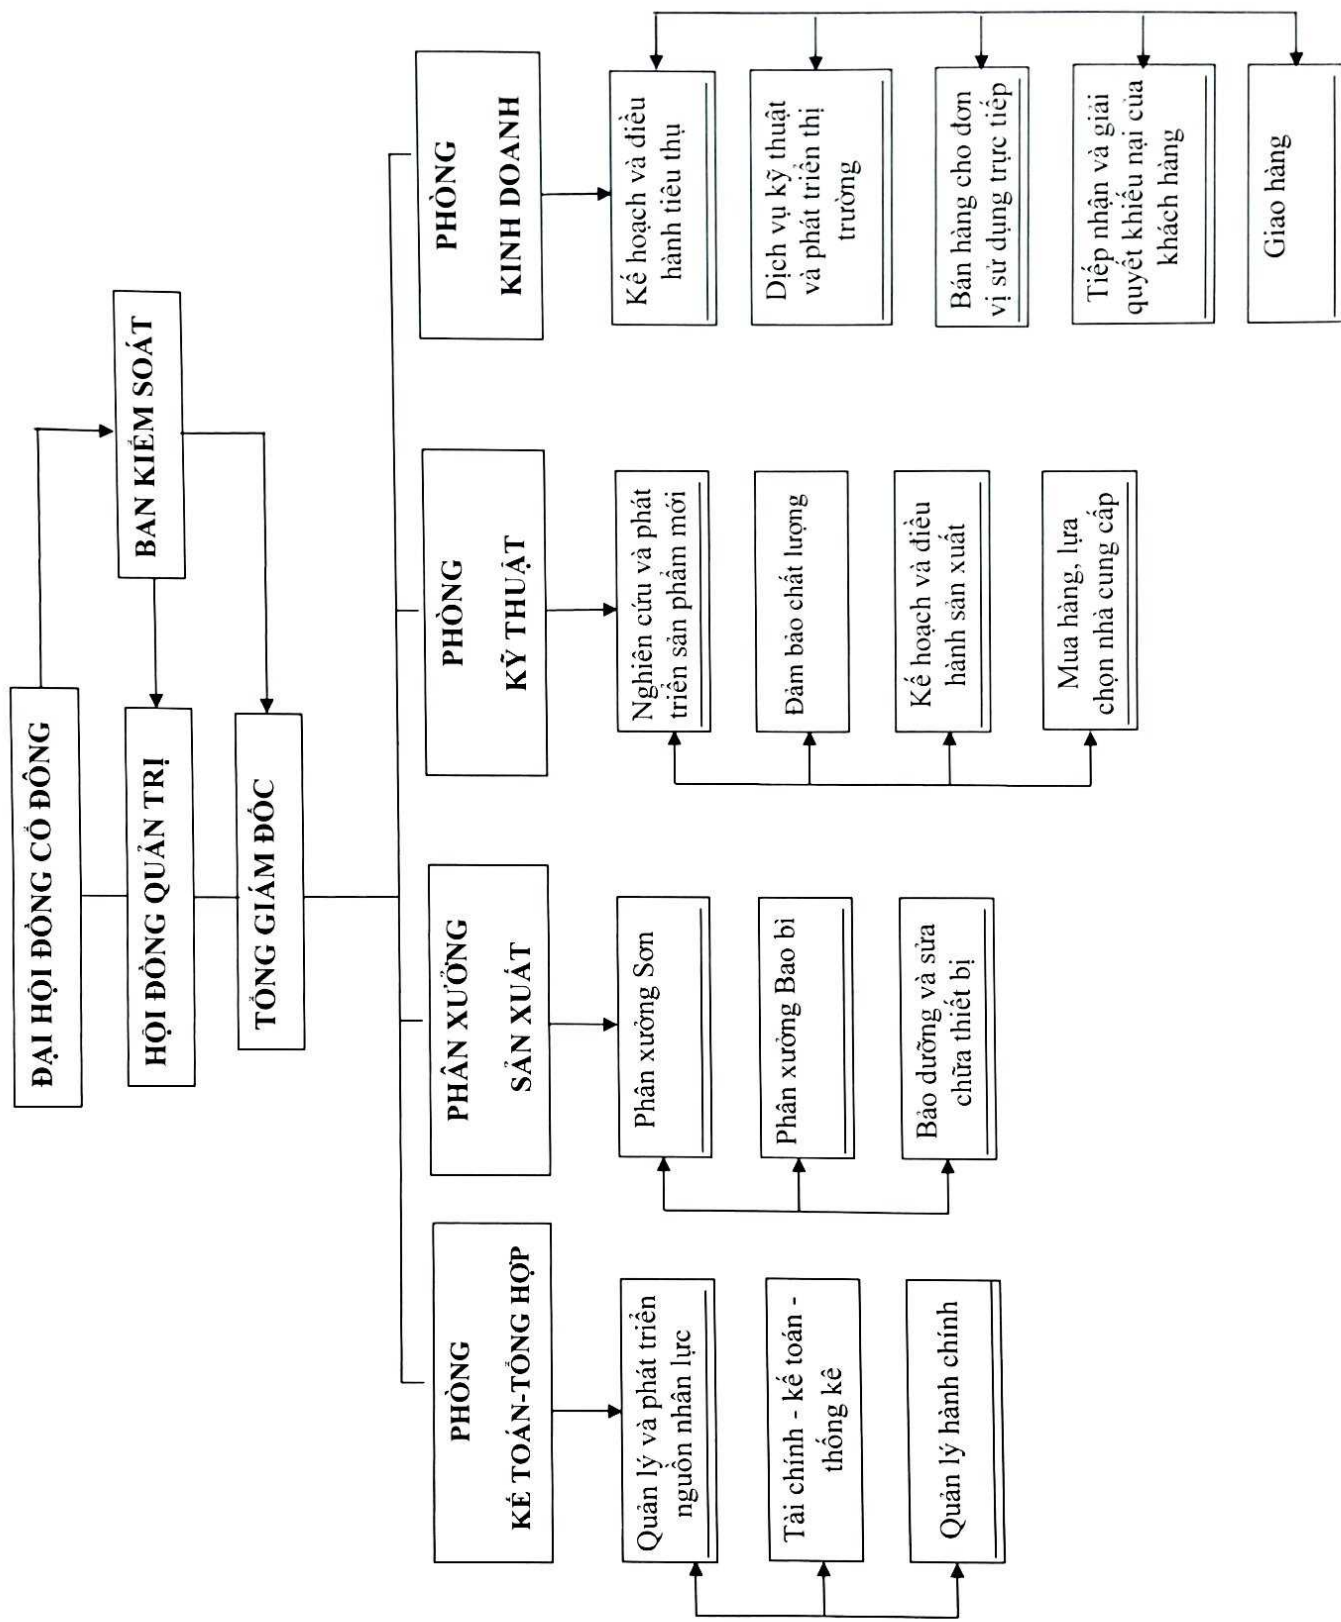 ĐẠI HỘI ĐỒNG CỔ ĐÔNG
BAN KIỂM SOÁT
HỘI ĐỒNG QUẢN TRỊ
TỔNG GIÁM ĐỐC
PHÒNG
KẾ TOÁN-TỔNG HỢP
Quản lý và phát triển
nguồn nhân lực
Tài chính - kế toán -
thống kê
Quản lý hành chính
PHÂN XƯỞNG
SẢN XUẤT
Phân xưởng Sơn
Phân xưởng Bao bì
Bảo dưỡng và sửa
chữa thiết bị
PHÒNG
KỸ THUẬT
Nghiên cứu và phát
triển sản phẩm mới
Đảm bảo chất lượng
Kế hoạch và điều
hành sản xuất
Mua hàng, lựa
chọn nhà cung cấp
PHÒNG
KINH DOANH
Kế hoạch và điều
hành tiêu thụ
Dịch vụ kỹ thuật
và phát triển thị
trường
Bán hàng cho đơn
vị sử dụng trực tiếp
Tiếp nhận và giải
quyết khiếu nại của
khách hàng
Giao hàng